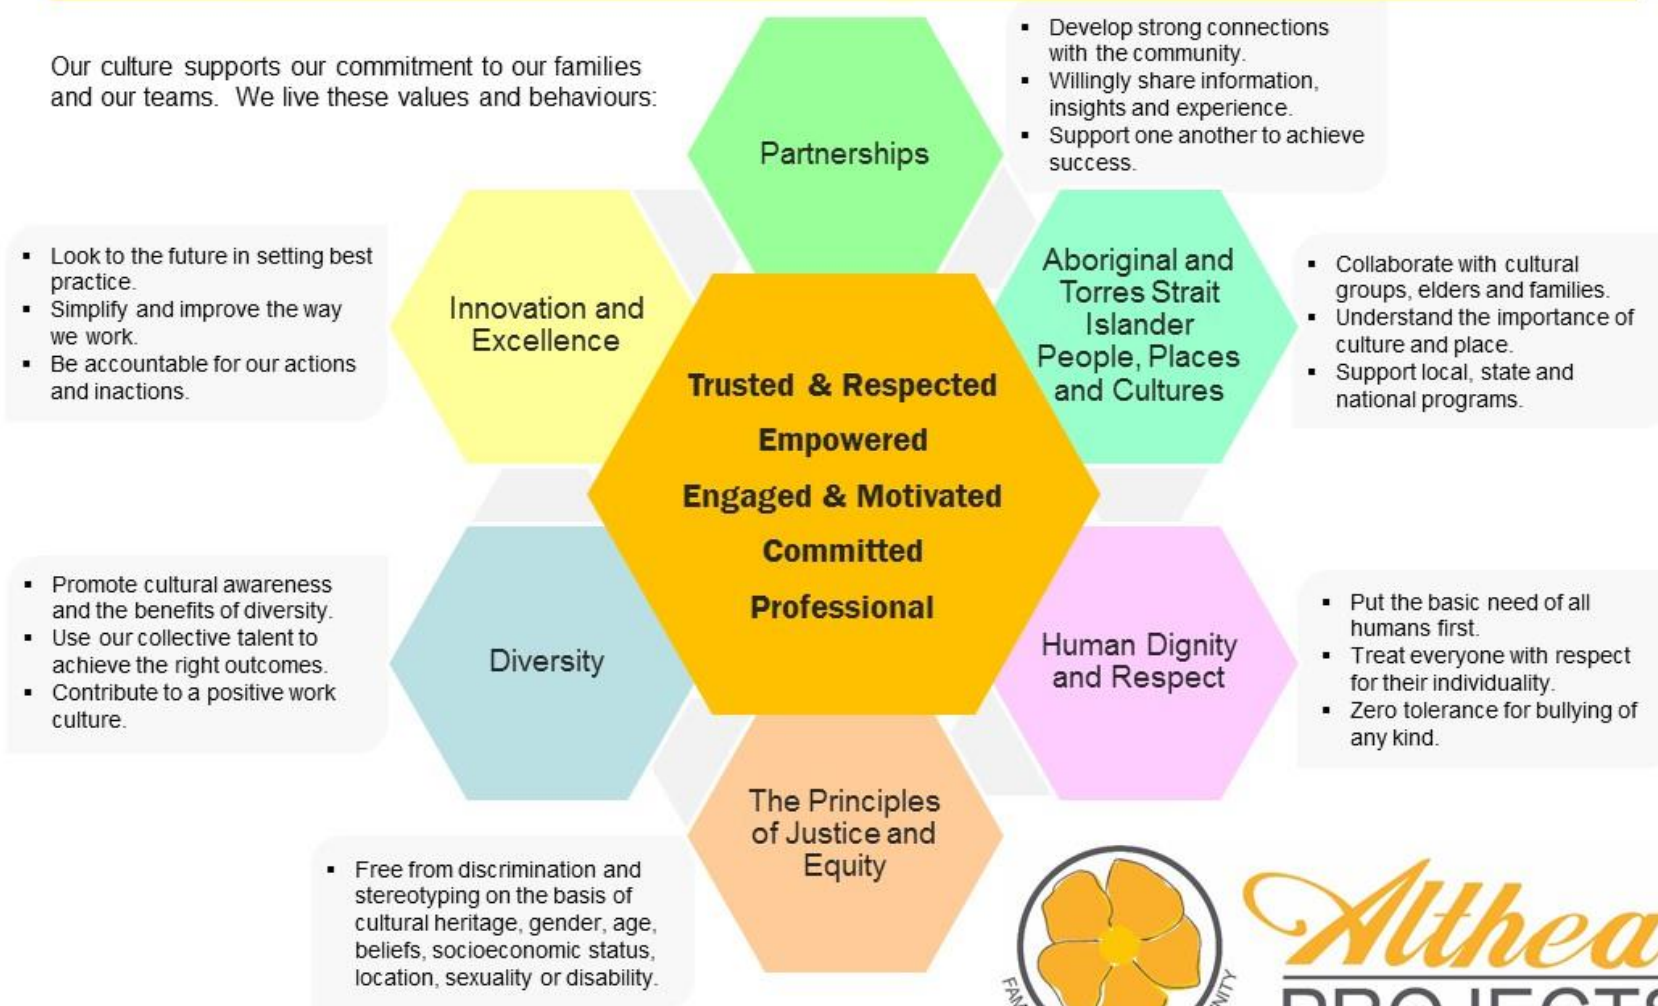 Our culture supports our commitment to our families
and our teams. We live these values and behaviours:
Partnerships
▪ Develop strong connections
with the community.
▪ Willingly share information,
insights and experience.
▪ Support one another to achieve
success.
Aboriginal and
Torres Strait
Islander
People, Places
and Cultures
▪ Collaborate with cultural
groups, elders and families.
▪ Understand the importance of
culture and place.
▪ Support local, state and
national programs.
Human Dignity
and Respect
▪ Put the basic need of all
humans first.
▪ Treat everyone with respect
for their individuality.
▪ Zero tolerance for bullying of
any kind.
The Principles
of Justice and
Equity
▪ Free from discrimination and
stereotyping on the basis of
cultural heritage, gender, age,
beliefs, socioeconomic status,
location, sexuality or disability.
Diversity
▪ Promote cultural awareness
and the benefits of diversity.
▪ Use our collective talent to
achieve the right outcomes.
▪ Contribute to a positive work
culture.
Innovation and
Excellence
▪ Look to the future in setting best
practice.
▪ Simplify and improve the way
we work.
▪ Be accountable for our actions
and inactions.
Trusted & Respected
Empowered
Engaged & Motivated
Committed
Professional
Althea
PROJECTS